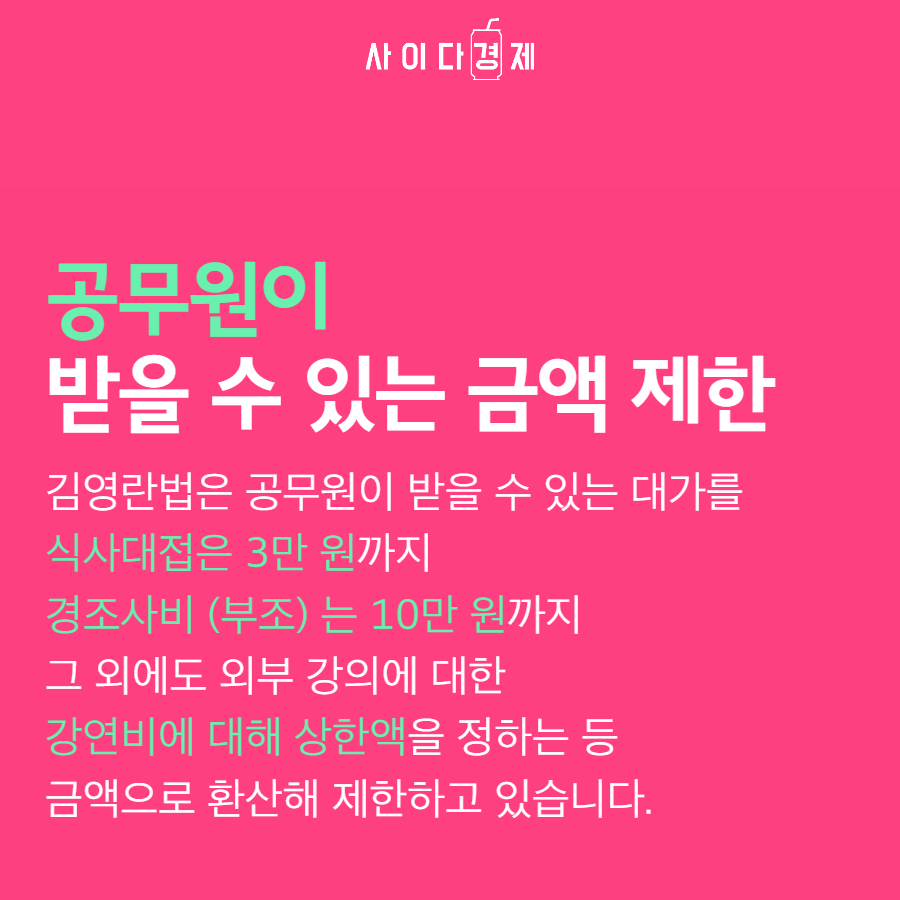 사이다경제
공무원이
받을 수 있는 금액 제한
김영란법은 공무원이 받을 수 있는 대가를
식사대접은 3만 원까지
경조사비 (부조) 는 10만 원까지
그 외에도 외부 강의에 대한
강연비에 대해 상한액을 정하는 등
금액으로 환산해 제한하고 있습니다.